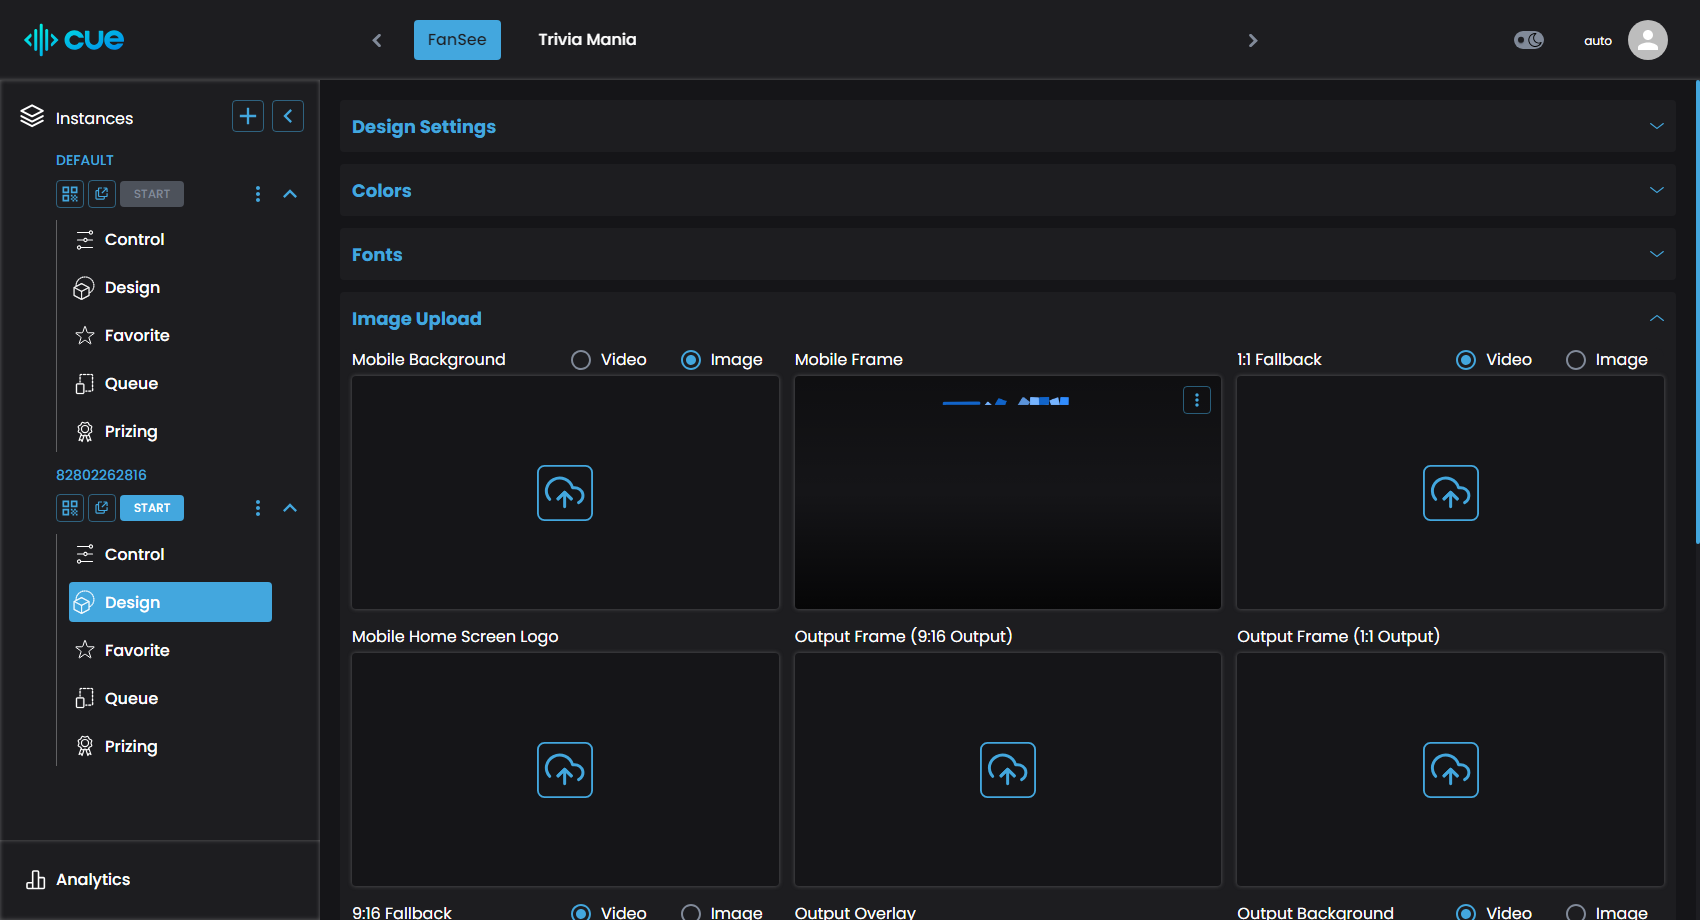 cue
FanSee
Trivia Mania
auto
Instances
DEFAULT
START
Control
Design
Favorite
Queue
Prizing
82802262816
START
Control
Design
Favorite
Queue
Prizing
Analytics
Design Settings
Colors
Fonts
Image Upload
Mobile Background Video Image
Mobile Frame
1:1 Fallback Video Image
Mobile Home Screen Logo
Output Frame (9:16 Output)
Output Frame (1:1 Output)
9:16 Fallback Video Image
Output Overlay
Output Background Video Image